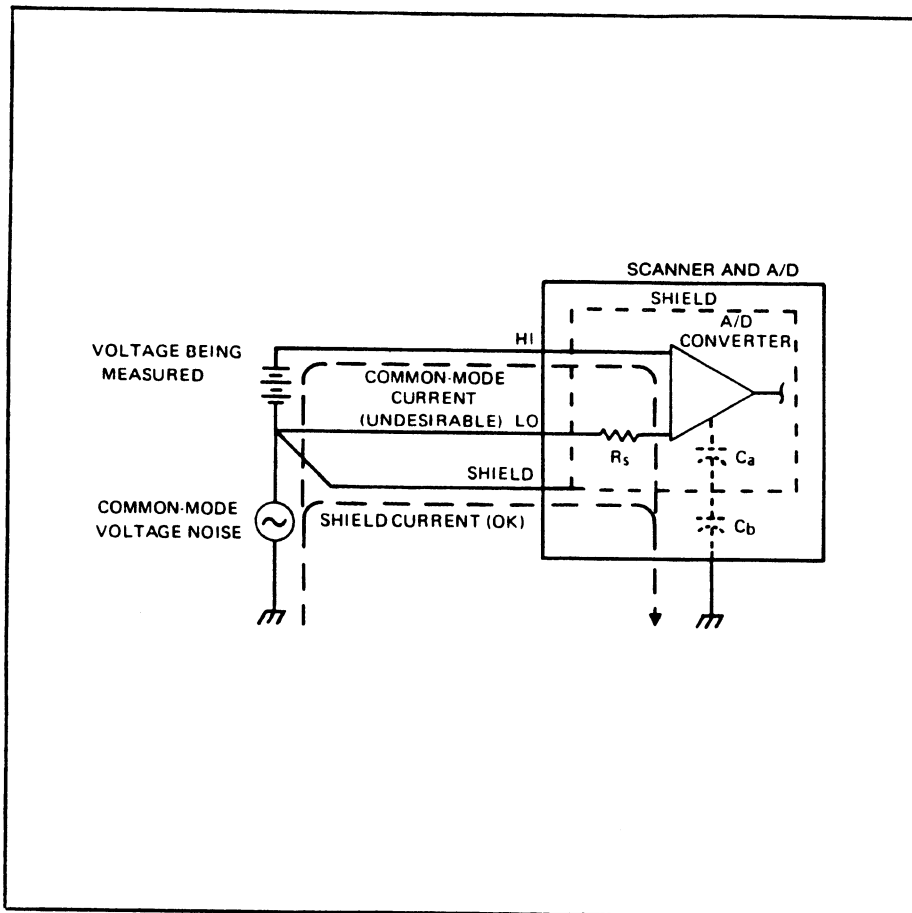 SCANNER AND A/D
SHIELD
A/D
CONVERTER
HI
VOLTAGE BEING
MEASURED
COMMON-MODE
CURRENT
(UNDESIRABLE) LO
Rs
Ca
SHIELD
COMMON-MODE
VOLTAGE NOISE
SHIELD CURRENT (OK)
Cb